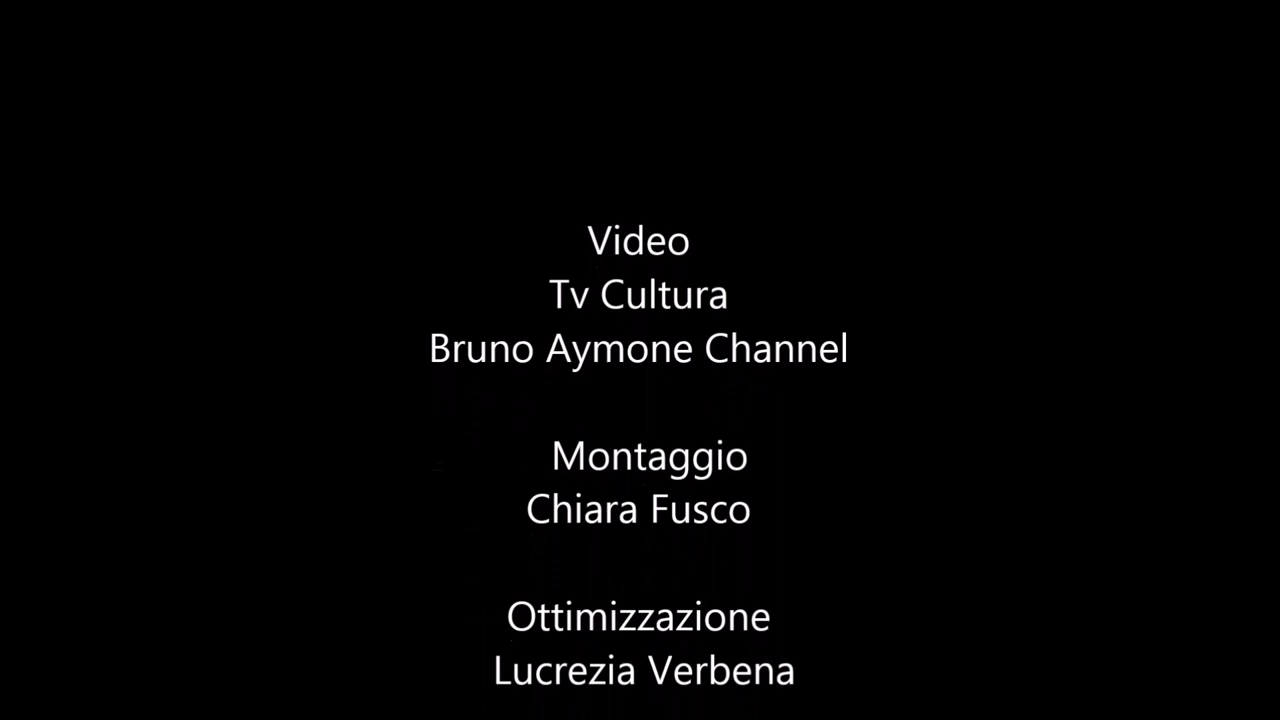 Video
Tv Cultura
Bruno Aymone Channel
Montaggio
Chiara Fusco
Ottimizzazione
Lucrezia Verbena